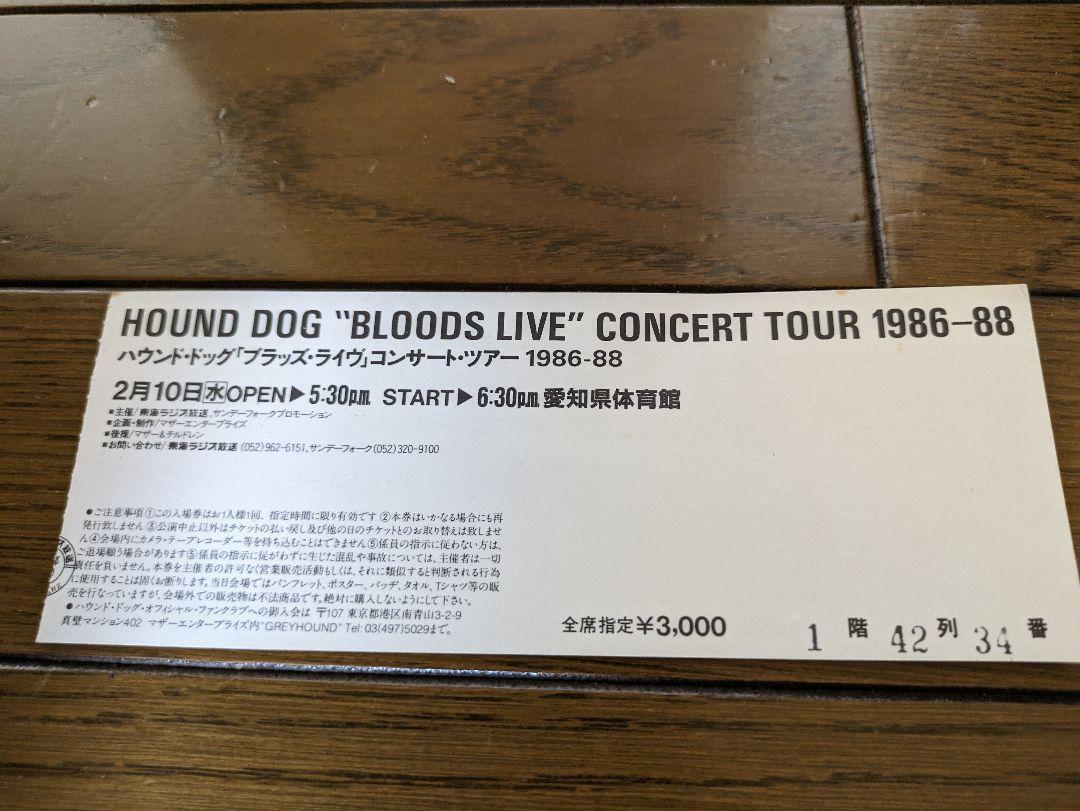 HOUND DOG "BLOODS LIVE" CONCERT TOUR 1986-88
ハウンド・ドッグ「ブラッズ・ライヴ」コンサート・ツアー 1986-88
2月10日㊌OPEN▶5:30p.m. START▶6:30p.m. 愛知県体育館
■主催/東海ラジオ放送,サンデーフォークプロモーション
■企画・制作/マザーエンタープライズ
■後援/マザー&チルドレン
■お問い合わせ/東海ラジオ放送(052)962-6151,サンデーフォーク(052)320-9100
●ご注意事項①この入場券はお1人様1回、指定時間に限り有効です②本券はいかなる場合にも再
発行致しません③公演中止以外はチケットの払い戻し及び他の日のチケットとのお取り替えは致しませ
ん④会場内にカメラ・テープレコーダー等を持ち込むことはできません⑤係員の指示に従わない方は、
ご退場願う場合があります⑤係員の指示に従がわずに生じた混乱や事故については、主催者は一切
責任を負いません。本券を主催者の許可なく営業販売活動もしくは、それに類似すると判断される行為
に使用することは固くお断りします。当日会場ではパンフレット、ポスター、バッヂ、タオル、Tシャツ等の販
売を行なっていますが、会場外での販売物は不法商品です。絶対に購入しないようにして下さい。
●ハウンド・ドッグ・オフィシャル・ファンクラブへの御入会は 〒107 東京都港区南青山3-2-9
真壁マンション402 マザーエンタープライズ内"GREYHOUND" Tel:03(497)5029まで。
全席指定¥3,000
1 階 42 列 34 番